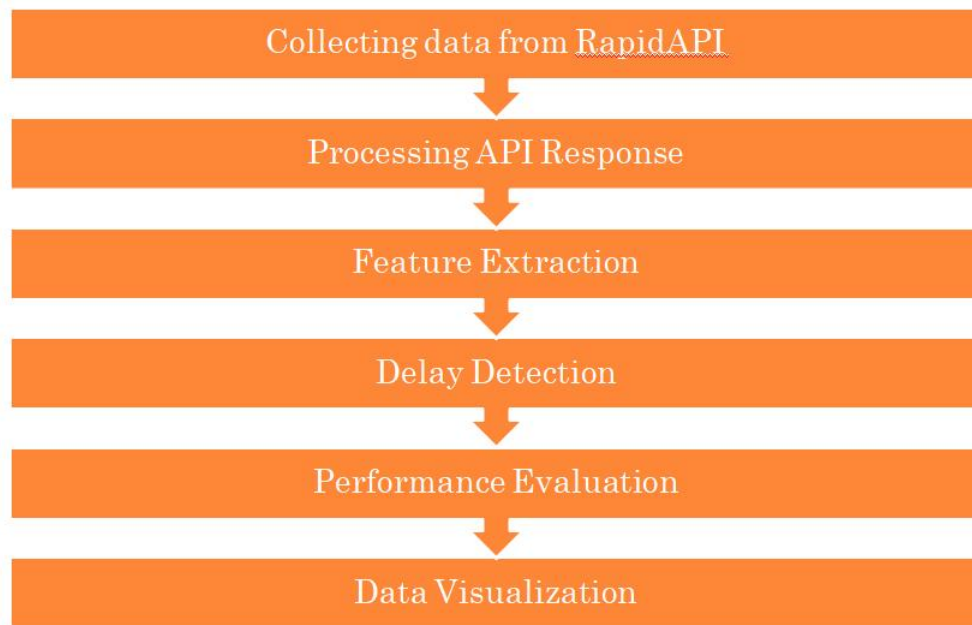 Collecting data from RapidAPI
Processing API Response
Feature Extraction
Delay Detection
Performance Evaluation
Data Visualization